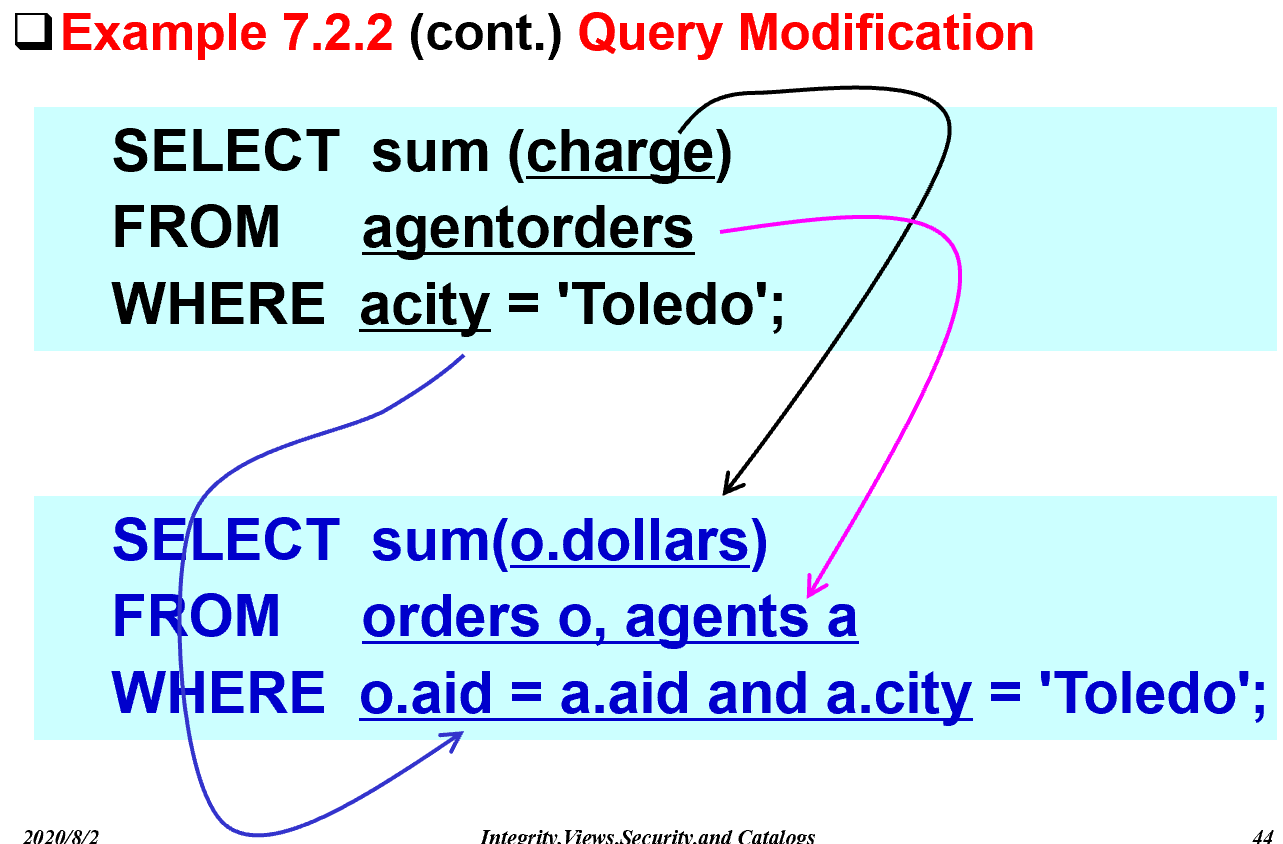 Example 7.2.2 (cont.) Query Modification
SELECT sum (charge)
FROM agentorders
WHERE acity = 'Toledo';
SELECT sum(o.dollars)
FROM orders o, agents a
WHERE o.aid = a.aid and a.city = 'Toledo';
2020/8/2 Integrity,Views,Security,and Catalogs 44